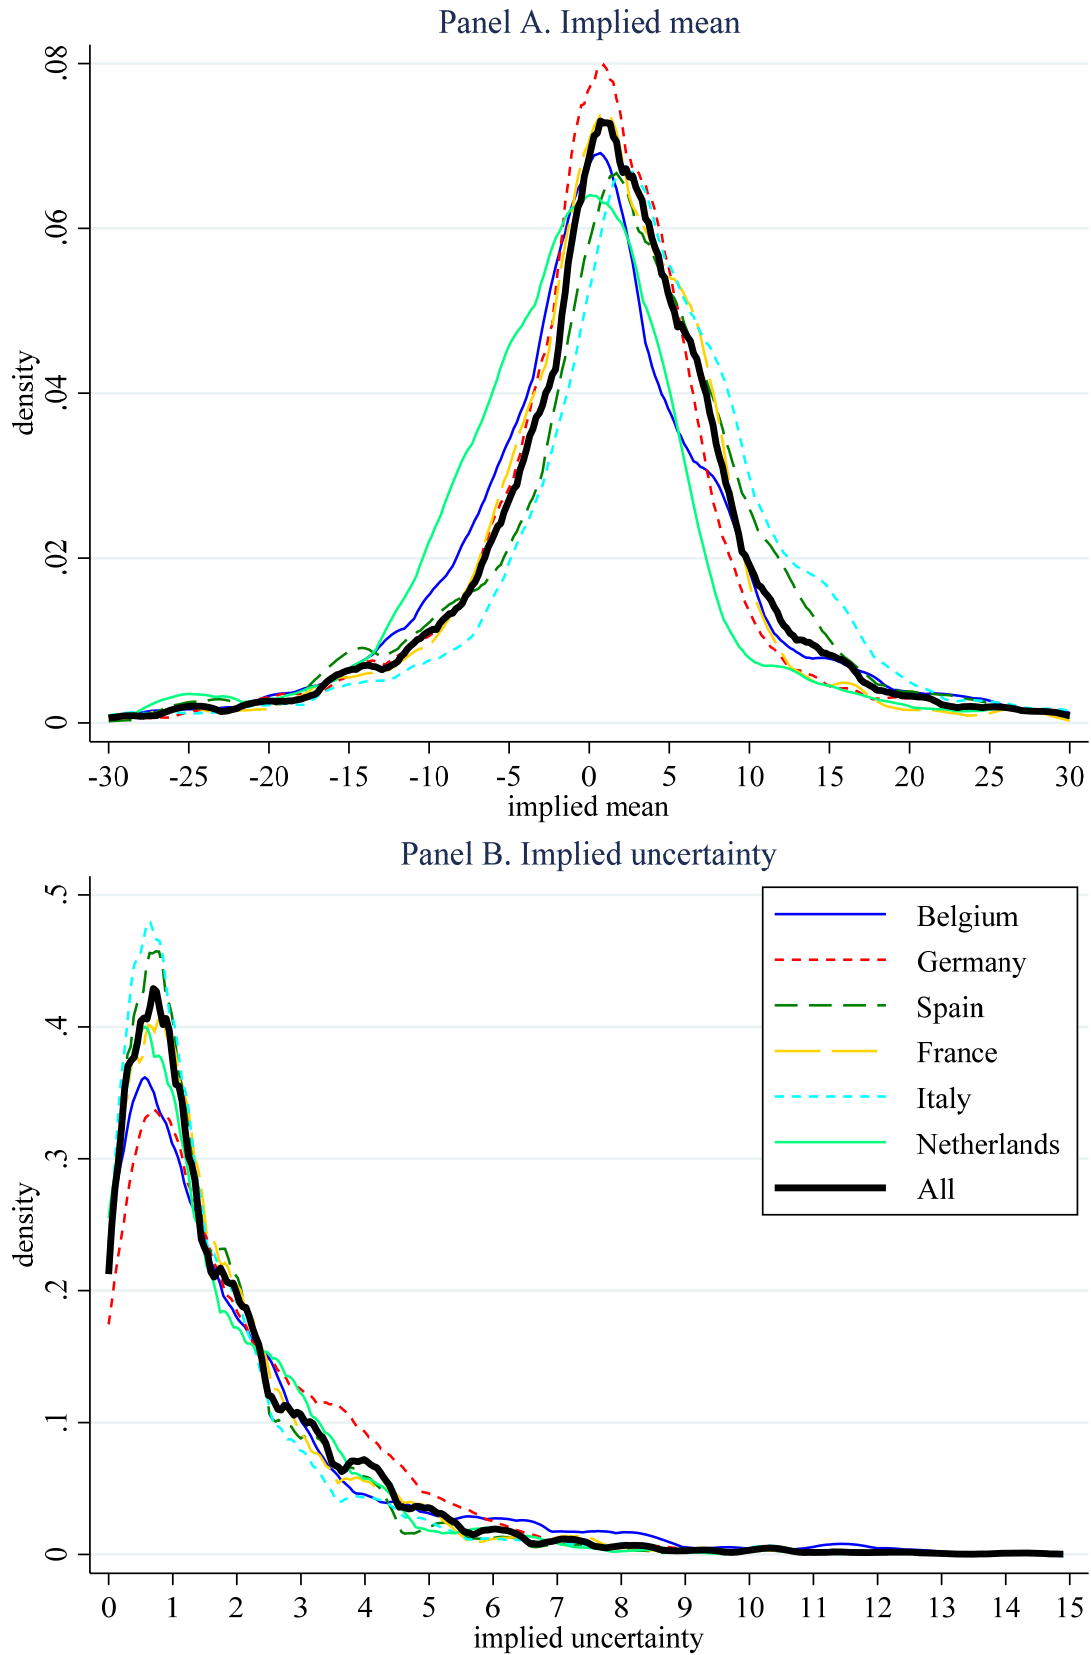 Panel A. Implied mean
density
.08
.06
.04
.02
0
-30 -25 -20 -15 -10 -5 0 5 10 15 20 25 30
implied mean
Panel B. Implied uncertainty
density
.5
.4
.3
.2
.1
0
Belgium
Germany
Spain
France
Italy
Netherlands
All
0 1 2 3 4 5 6 7 8 9 10 11 12 13 14 15
implied uncertainty